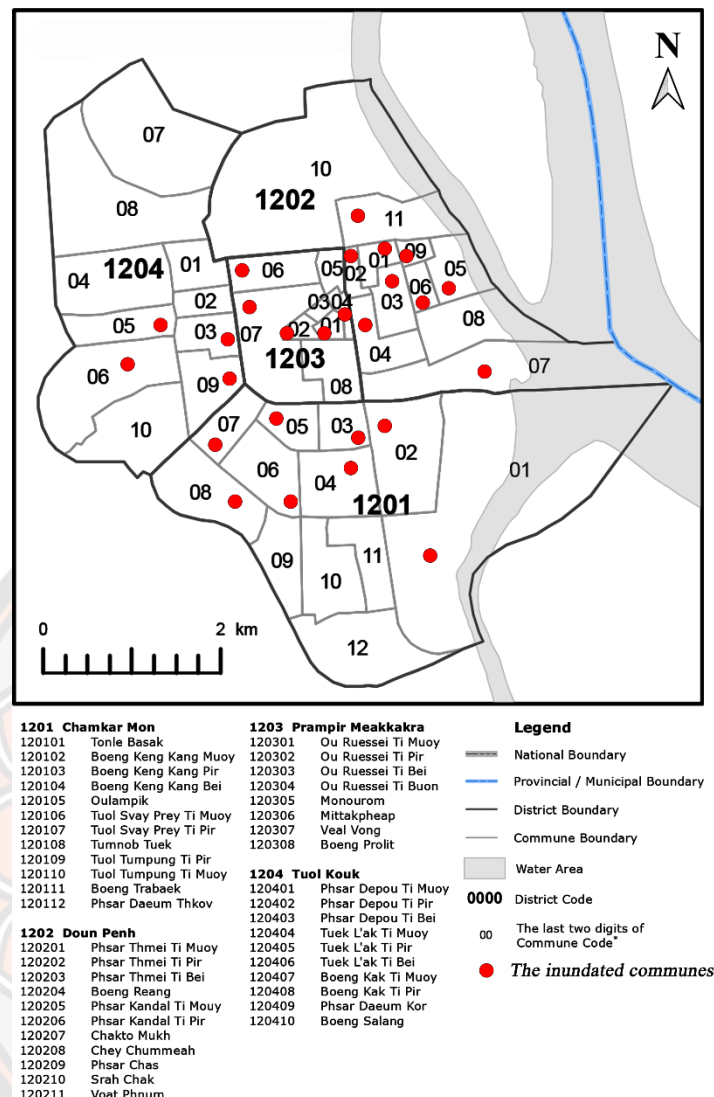 N
07
10
08
1202
11
04
1204
01
06
05
02
01
09
05
06
02
03
05
03
07
03 04
02
01
08
06
1203
04
07
09
08
10
07
05
03
02
06
04
01
08
1201
09
11
10
12
0 2 km
1201 Chamkar Mon
120101 Tonle Basak
120102 Boeng Keng Kang Muoy
120103 Boeng Keng Kang Pir
120104 Boeng Keng Kang Bei
120105 Oulampik
120106 Tuol Svay Prey Ti Muoy
120107 Tuol Svay Prey Ti Pir
120108 Tumnob Tuek
120109 Tuol Tumpung Ti Pir
120110 Tuol Tumpung Ti Muoy
120111 Boeng Trabaek
120112 Phsar Daeum Thkov
1202 Doun Penh
120201 Phsar Thmei Ti Muoy
120202 Phsar Thmei Ti Pir
120203 Phsar Thmei Ti Bei
120204 Boeng Reang
120205 Phsar Kandal Ti Mouy
120206 Phsar Kandal Ti Pir
120207 Chakto Mukh
120208 Chey Chummeah
120209 Phsar Chas
120210 Srah Chak
120211 Voat Phnum
1203 Prampir Meakkakra
120301 Ou Ruessei Ti Muoy
120302 Ou Ruessei Ti Pir
120303 Ou Ruessei Ti Bei
120304 Ou Ruessei Ti Buon
120305 Monourom
120306 Mittakpheap
120307 Veal Vong
120308 Boeng Prolit
1204 Tuol Kouk
120401 Phsar Depou Ti Muoy
120402 Phsar Depou Ti Pir
120403 Phsar Depou Ti Bei
120404 Tuek L'ak Ti Muoy
120405 Tuek L'ak Ti Pir
120406 Tuek L'ak Ti Bei
120407 Boeng Kak Ti Muoy
120408 Boeng Kak Ti Pir
120409 Phsar Daeum Kor
120410 Boeng Salang
Legend
National Boundary
Provincial / Municipal Boundary
District Boundary
Commune Boundary
Water Area
0000 District Code
00 The last two digits of
Commune Code*
The inundated communes